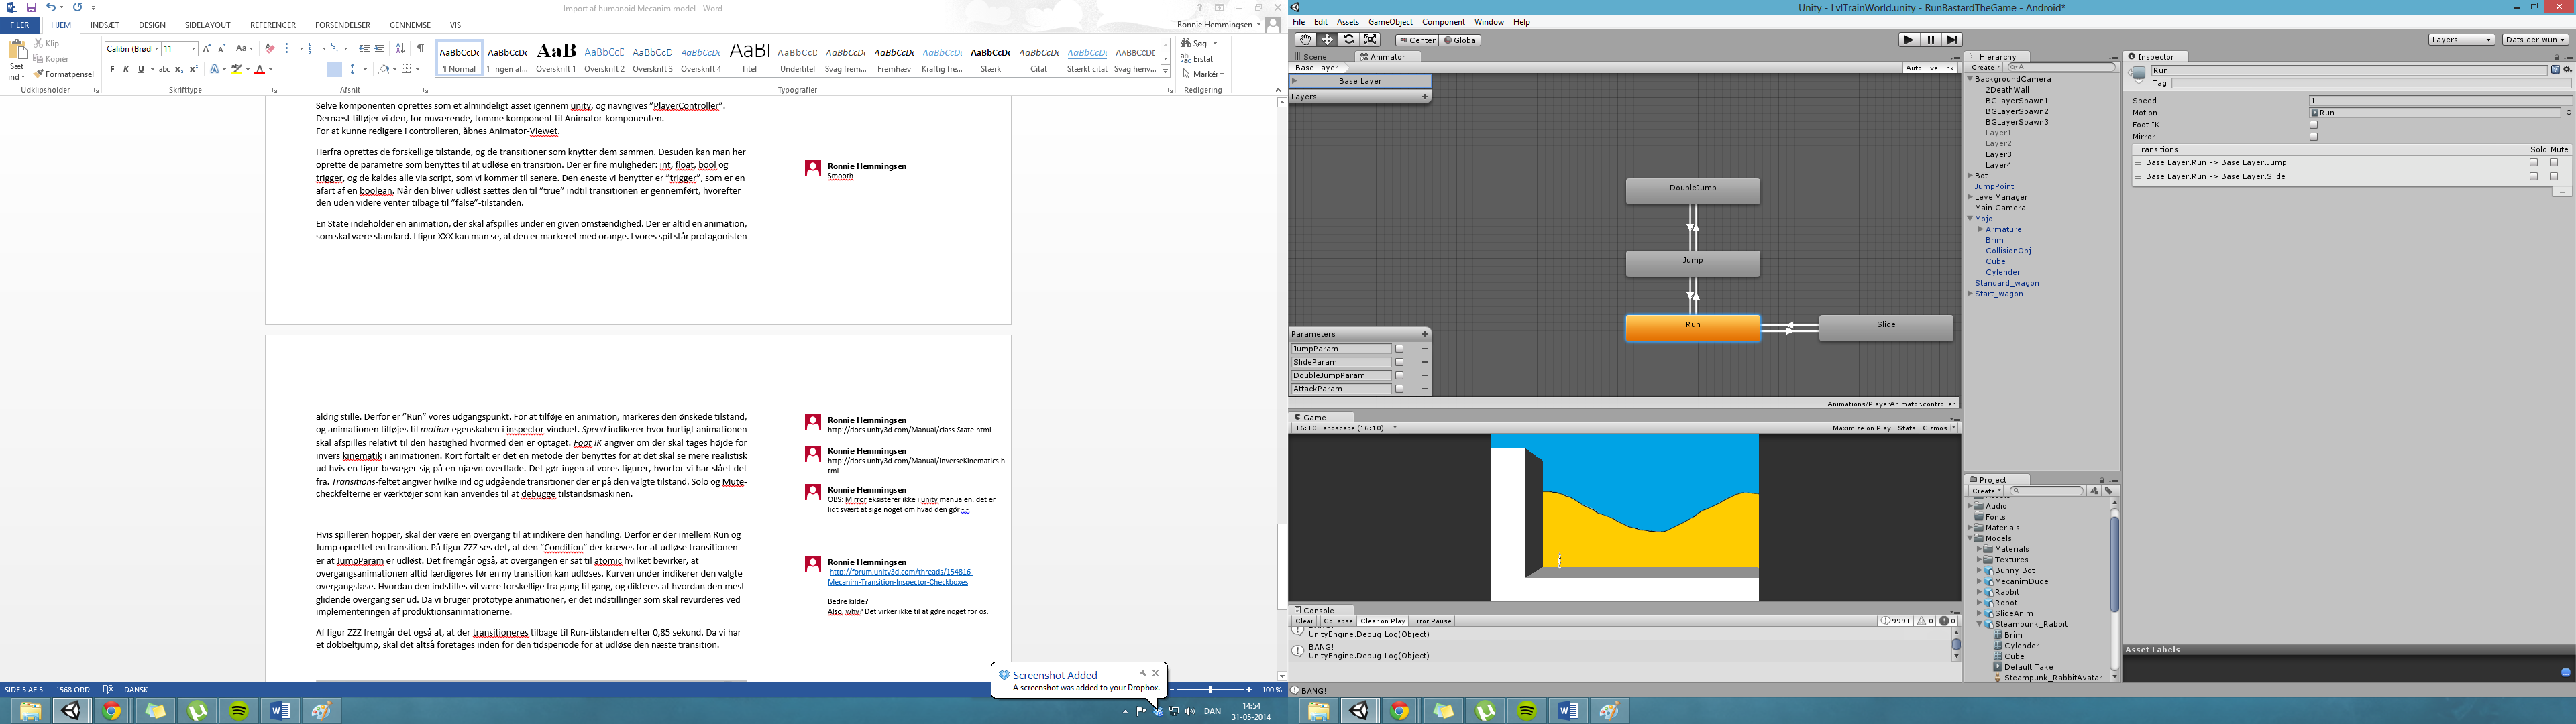 Import af humanoid Mecanim model - Word
FILER HJEM INDSÆT DESIGN SIDELAYOUT REFERENCER FORSENDELSER GENNEMSE VIS
Ronnie Hemmingsen
Sæt ind
Klip
Kopiér
Formatpensel
Udklipsholder
Calibri (Brød 11
Skrifttype
Afsnit
¶ Normal ¶ Ingen af... Overskrift 1 Overskrift 2 Overskrift 3 Overskrift 4 Titel Undertitel Svag frem... Fremhæv Kraftig fre... Stærk Citat Stærkt citat Svag henv...
Typografier
Søg
Erstat
Markér
Redigering
Selve komponenten oprettes som et almindeligt asset igennem unity, og navngives "PlayerController".
Dernæst tilføjer vi den, for nuværende, tomme komponent til Animator-komponenten.
For at kunne redigere i controlleren, åbnes Animator-Viewet.
Herfra oprettes de forskellige tilstande, og de transitioner som knytter dem sammen. Desuden kan man her
oprette de parametre som benyttes til at udløse en transition. Der er fire muligheder: int, float, bool og
trigger, og de kaldes alle via script, som vi kommer til senere. Den eneste vi benytter er "trigger", som er en
afart af en boolean. Når den bliver udløst sættes den til "true" indtil transitionen er gennemført, hvorefter
den uden videre venter tilbage til "false"-tilstanden.
En State indeholder en animation, der skal afspilles under en given omstændighed. Der er altid en animation,
som skal være standard. I figur XXX kan man se, at den er markeret med orange. I vores spil står protagonisten
Ronnie Hemmingsen
Smooth...
aldrig stille. Derfor er "Run" vores udgangspunkt. For at tilføje en animation, markeres den ønskede tilstand,
og animationen tilføjes til motion-egenskaben i inspector-vinduet. Speed indikerer hvor hurtigt animationen
skal afspilles relativt til den hastighed hvormed den er optaget. Foot IK angiver om der skal tages højde for
invers kinematik i animationen. Kort fortalt er det en metode der benyttes for at det skal se mere realistisk
ud hvis en figur bevæger sig på en ujævn overflade. Det gør ingen af vores figurer, hvorfor vi har slået det
fra. Transitions-feltet angiver hvilke ind og udgående transitioner der er på den valgte tilstand. Solo og Mute-
checkfelterne er værktøjer som kan anvendes til at debugge tilstandsmaskinen.
Hvis spilleren hopper, skal der være en overgang til at indikere den handling. Derfor er der imellem Run og
Jump oprettet en transition. På figur ZZZ ses det, at den "Condition" der kræves for at udløse transitionen
er at JumpParam er udløst. Det fremgår også, at overgangen er sat til atomic hvilket bevirker, at
overgangsanimationen altid færdigøres før en ny transition kan udløses. Kurven under indikerer den valgte
overgangsfase. Hvordan den indstilles vil være forskellige fra gang til gang, og dikteres af hvordan den mest
glidende overgang ser ud. Da vi bruger prototype animationer, er det indstillinger som skal revurderes ved
implementeringen af produktionsanimationerne.
Af figur ZZZ fremgår det også at, at der transitioneres tilbage til Run-tilstanden efter 0,85 sekund. Da vi har
et dobbeltjump, skal det altså foretages inden for den tidsperiode for at udløse den næste transition.
Ronnie Hemmingsen
http://docs.unity3d.com/Manual/class-State.html
Ronnie Hemmingsen
http://docs.unity3d.com/Manual/InverseKinematics.h
tml
Ronnie Hemmingsen
OBS: Mirror eksisterer ikke i unity manualen, det er
lidt svært at sige noget om hvad den gør -.-
Ronnie Hemmingsen
http://forum.unity3d.com/threads/154816-
Mecanim-Transition-Inspector-Checkboxes
Bedre kilde?
Also, why? Det virker ikke til at gøre noget for os.
Screenshot Added
A screenshot was added to your Dropbox.
SIDE 5 AF 5 1568 ORD DANSK
100 %
DAN
14:54
31-05-2014
Unity - LvlTrainWorld.unity - RunBastardTheGame - Android*
File Edit Assets GameObject Component Window Help
Center Global
Layers
Dats der wun!
Scene Animator
Base Layer
Auto Live Link
Base Layer
Layers
DoubleJump
Jump
Run
Slide
Parameters
JumpParam
SlideParam
DoubleJumpParam
AttackParam
Animations/PlayerAnimator.controller
Game
16:10 Landscape (16:10)
Maximize on Play Stats Gizmos
Console
Clear Collapse Clear on Play Error Pause
999+ 0 0
UnityEngine.Debug:Log(Object)
BANG!
UnityEngine.Debug:Log(Object)
BANG!
Hierarchy
Create All
BackgroundCamera
2DeathWall
BGLayerSpawn1
BGLayerSpawn2
BGLayerSpawn3
Layer1
Layer2
Layer3
Layer4
Bot
JumpPoint
LevelManager
Main Camera
Mojo
Armature
Brim
CollisionObj
Cube
Cylender
Standard_wagon
Start_wagon
Project
Create
Audio
Fonts
Materials
Models
Materials
Textures
Bunny Bot
MecanimDude
Rabbit
Robot
SlideAnim
Steampunk_Rabbit
Brim
Cylender
Cube
Default Take
Steampunk_RabbitAvatar
Inspector
Run
Tag
Speed 1
Motion Run
Foot IK
Mirror
Transitions Solo Mute
Base Layer.Run -> Base Layer.Jump
Base Layer.Run -> Base Layer.Slide
Asset Labels